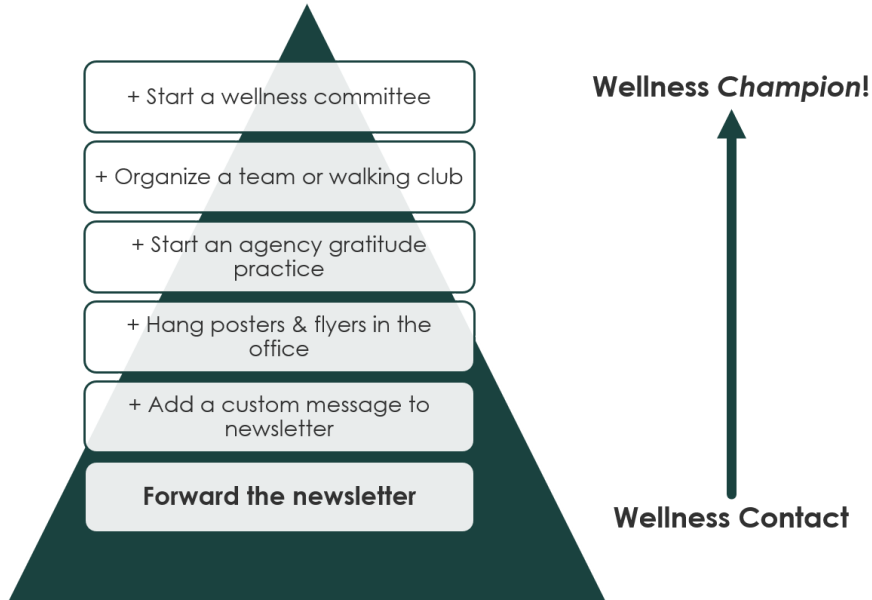 + Start a wellness committee
+ Organize a team or walking club
+ Start an agency gratitude
practice
+ Hang posters & flyers in the
office
+ Add a custom message to
newsletter
Forward the newsletter
Wellness Champion!
Wellness Contact